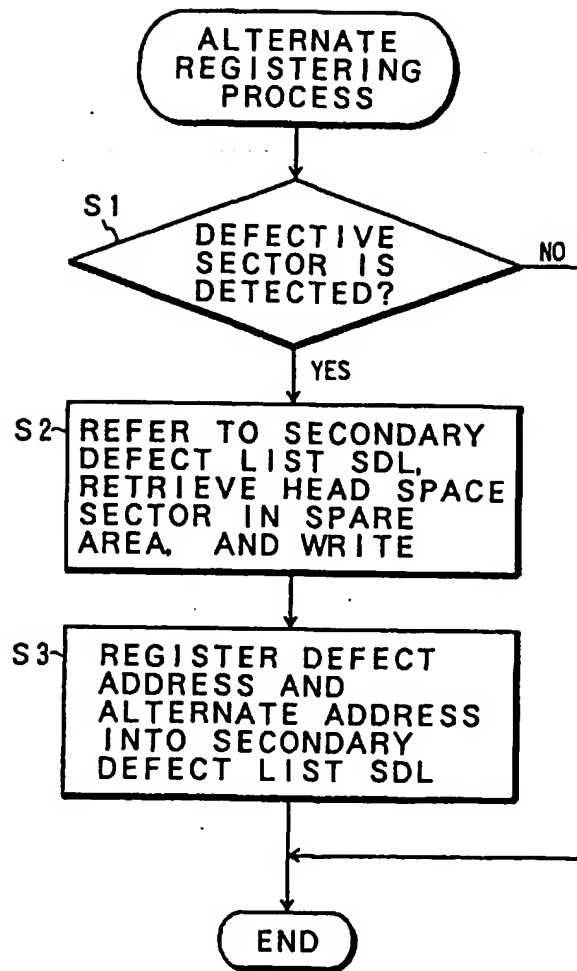 ALTERNATE
REGISTERING
PROCESS
S1
DEFECTIVE
SECTOR IS
DETECTED?
NO
YES
S2
REFER TO SECONDARY
DEFECT LIST SDL,
RETRIEVE HEAD SPACE
SECTOR IN SPARE
AREA, AND WRITE
S3
REGISTER DEFECT
ADDRESS AND
ALTERNATE ADDRESS
INTO SECONDARY
DEFECT LIST SDL
END